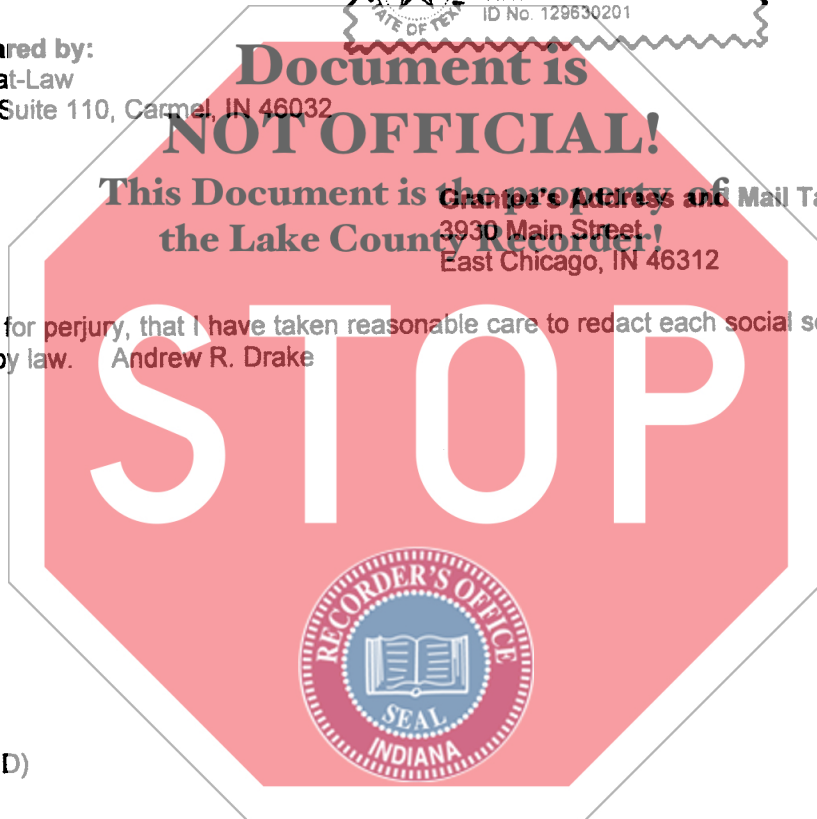 STATE OF TEXAS
ID No. 129630201
ared by:
at-Law
Suite 110, Carmel, IN 46032
Document is
NOT OFFICIAL!
This Document is the property of
the Lake County Recorder!
Grantee's Address and Mail Ta
3930 Main Street
East Chicago, IN 46312
for perjury, that I have taken reasonable care to redact each social s
by law. Andrew R. Drake
STOP
RECORDER'S OFFICE
SEAL
INDIANA
D)